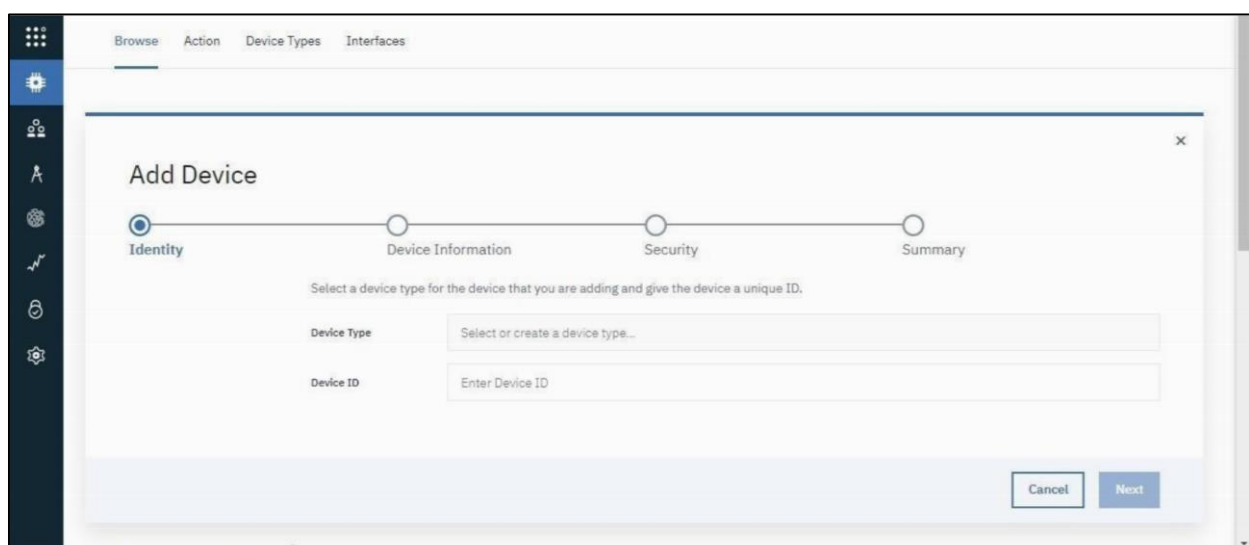 Browse Action Device Types Interfaces
×
Add Device
Identity Device Information Security Summary
Select a device type for the device that you are adding and give the device a unique ID.
Device Type Select or create a device type...
Device ID Enter Device ID
Cancel Next